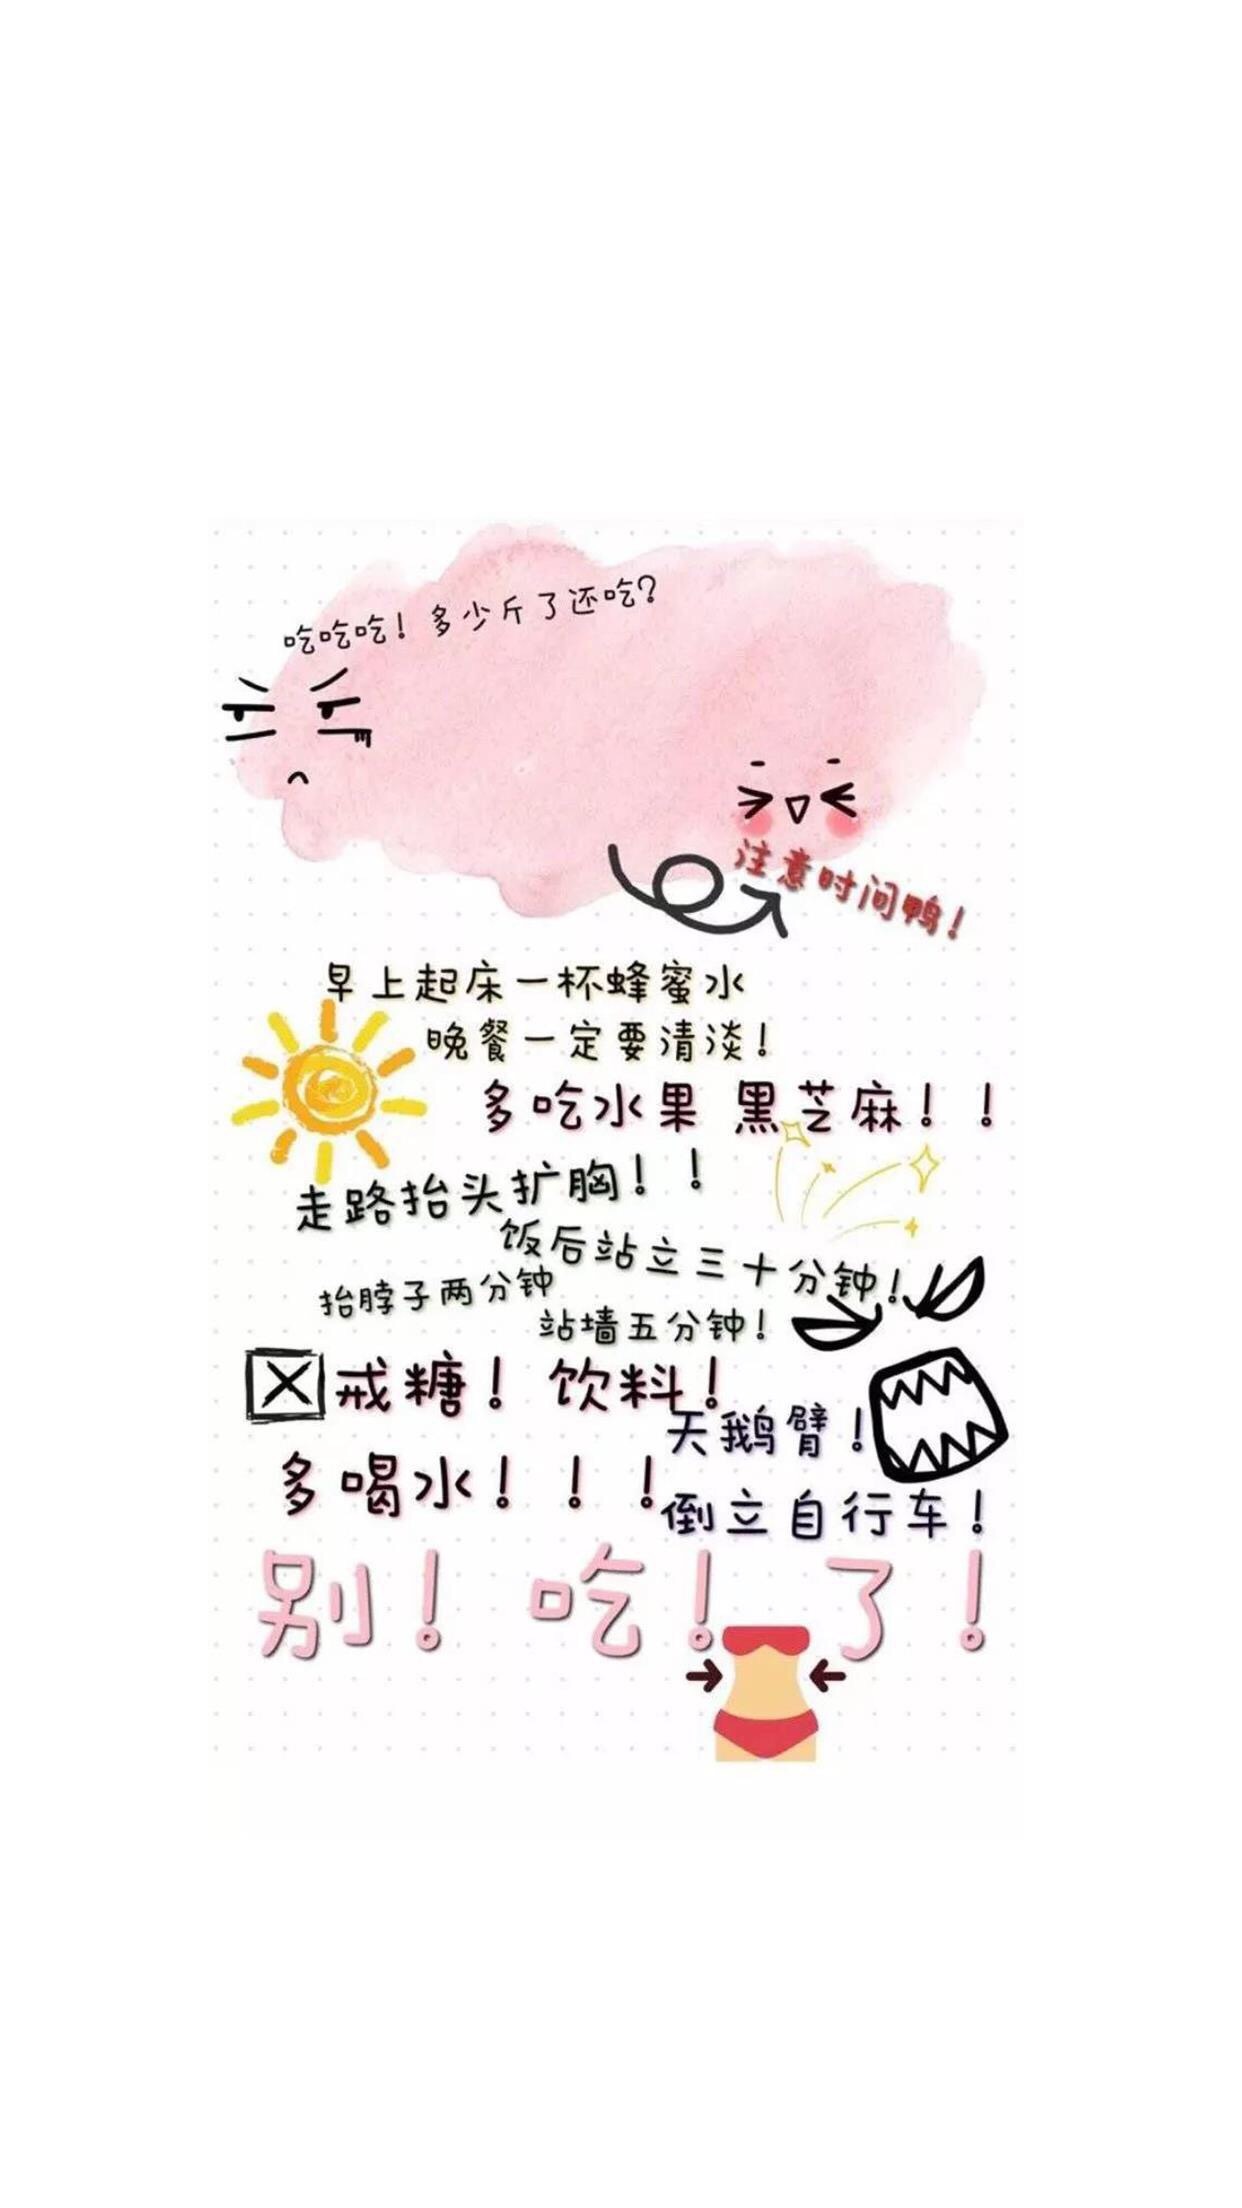 吃吃吃！多少斤了还吃？
注意时间鸭！
早上起床一杯蜂蜜水
晚餐一定要清淡！
多吃水果 黑芝麻！！
走路抬头扩胸！！
饭后站立三十分钟！
抬脖子两分钟
站墙五分钟！
戒糖！饮料！
天鹅臂！
多喝水！！！
倒立自行车！
别！吃！了！